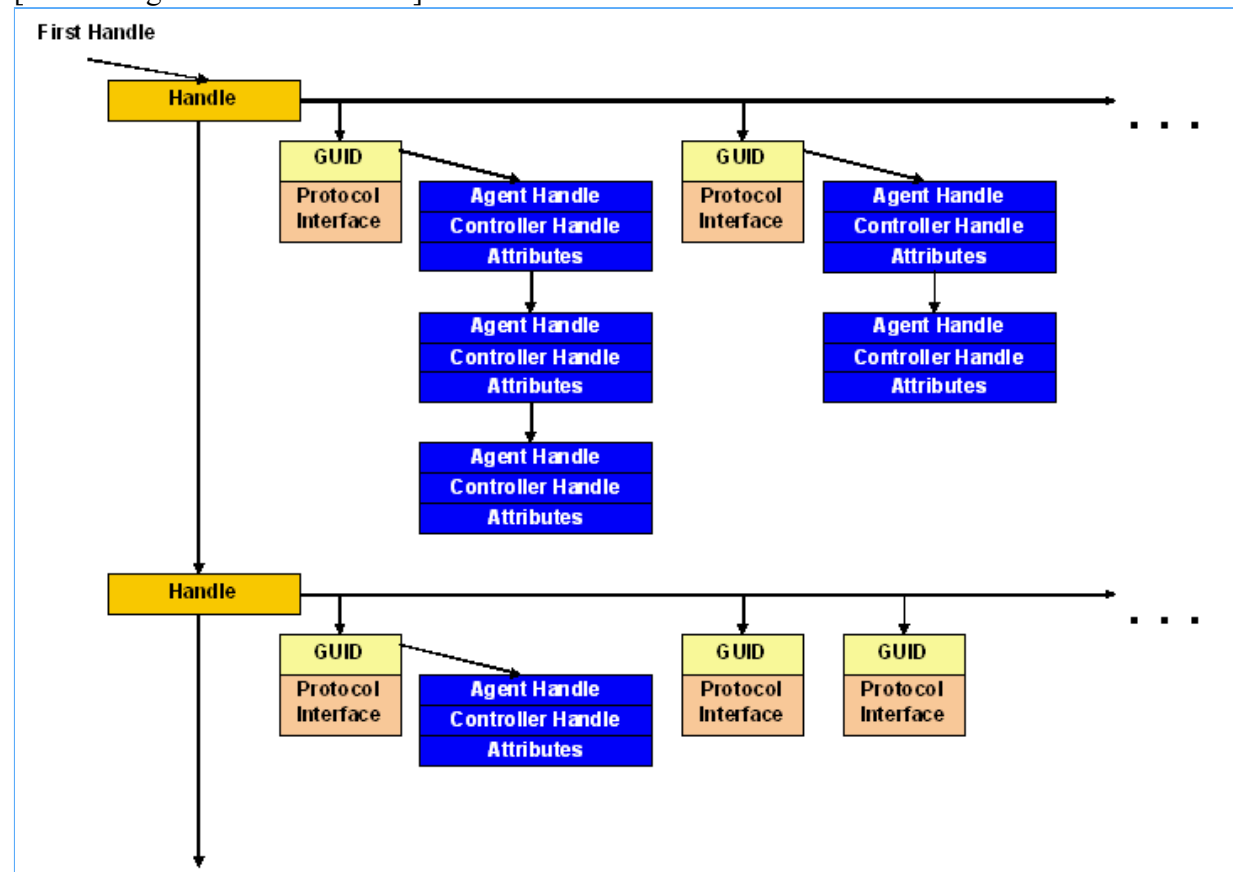 First Handle
Handle
. . .
GUID
Protocol
Interface
Agent Handle
Controller Handle
Attributes
Agent Handle
Controller Handle
Attributes
Agent Handle
Controller Handle
Attributes
GUID
Protocol
Interface
Agent Handle
Controller Handle
Attributes
Agent Handle
Controller Handle
Attributes
Handle
. . .
GUID
Protocol
Interface
Agent Handle
Controller Handle
Attributes
GUID
Protocol
Interface
GUID
Protocol
Interface